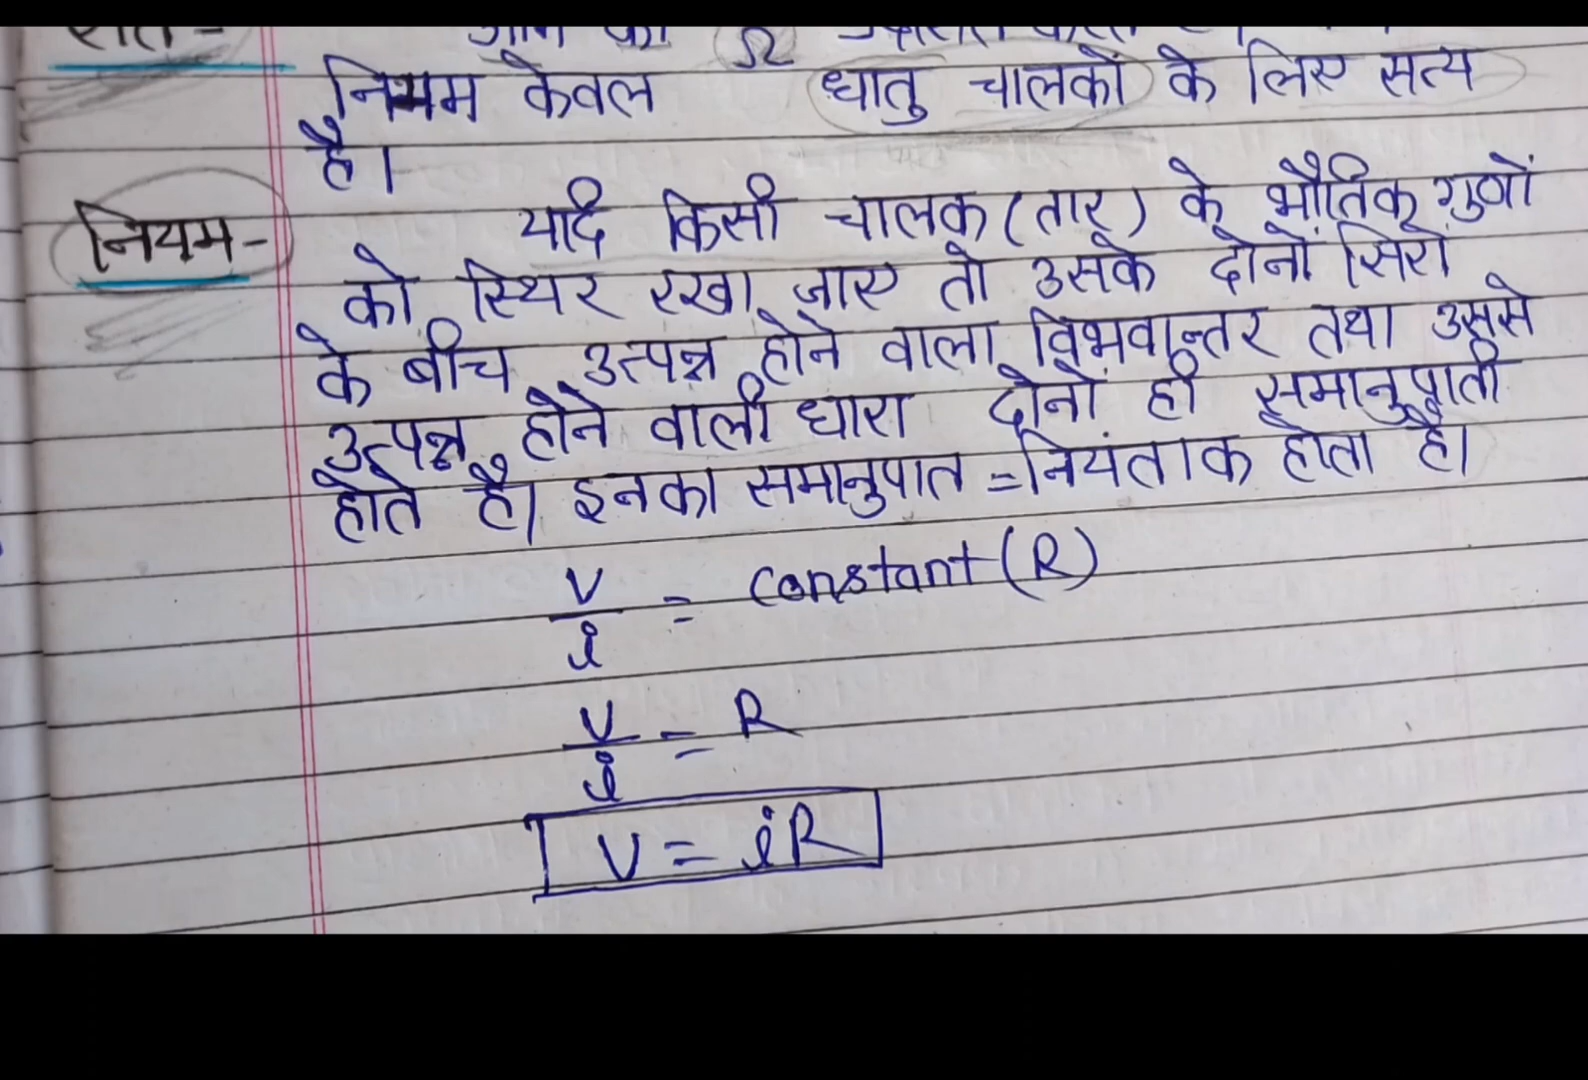 Ω
नियम केवल धातु चालकों के लिए सत्य
है।
नियम- यदि किसी चालक (तार) के भौतिक गुणों
को स्थिर रखा जाए तो उसके दोनों सिरों
के बीच उत्पन्न होने वाला विभवान्तर तथा उससे
उत्पन्न होने वाली धारा दोनों ही समानुपाती
होते है। इनका समानुपात = नियंताक होता है।
V/i = constant (R)
V/i = R
V = iR